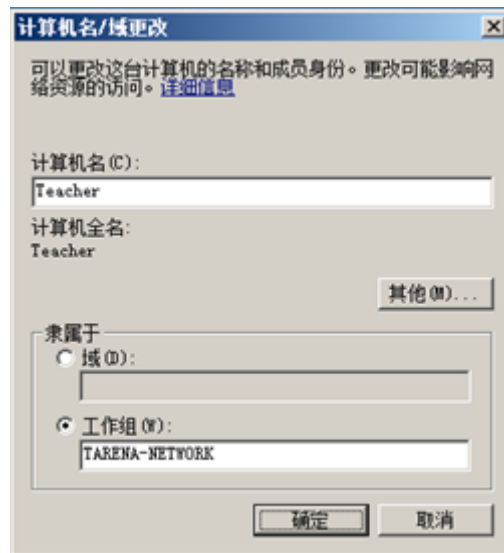 计算机名/域更改
可以更改这台计算机的名称和成员身份。更改可能影响网
络资源的访问。详细信息
计算机名(C):
Teacher
计算机全名:
Teacher
其他(M)...
隶属于
域(D):
工作组(W):
TARENA-NETWORK
确定
取消